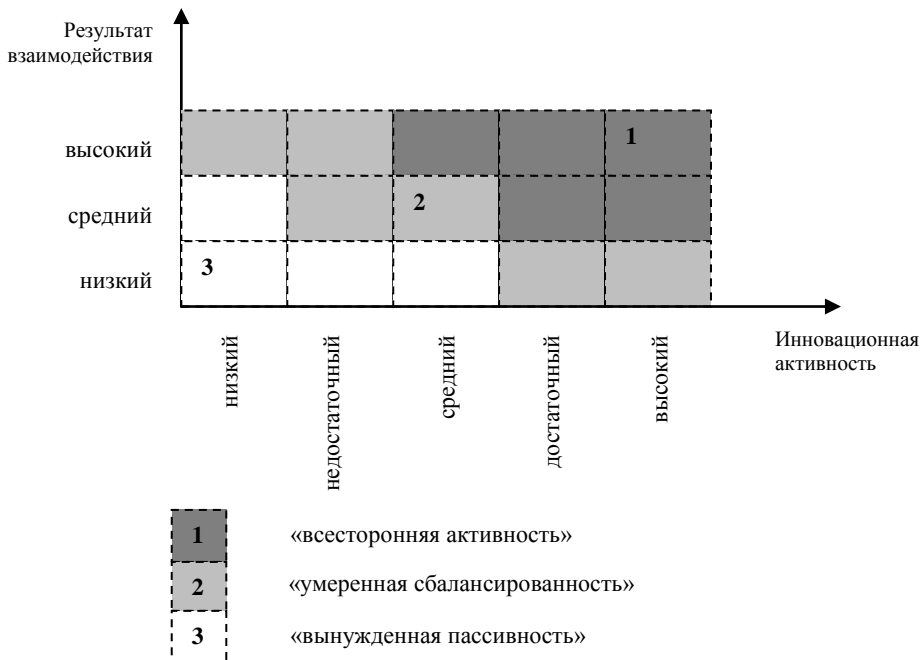 Результат
взаимодействия
высокий
1
средний
2
низкий
3
Инновационная
активность
низкий
недостаточный
средний
достаточный
высокий
1 «всесторонняя активность»
2 «умеренная сбалансированность»
3 «вынужденная пассивность»